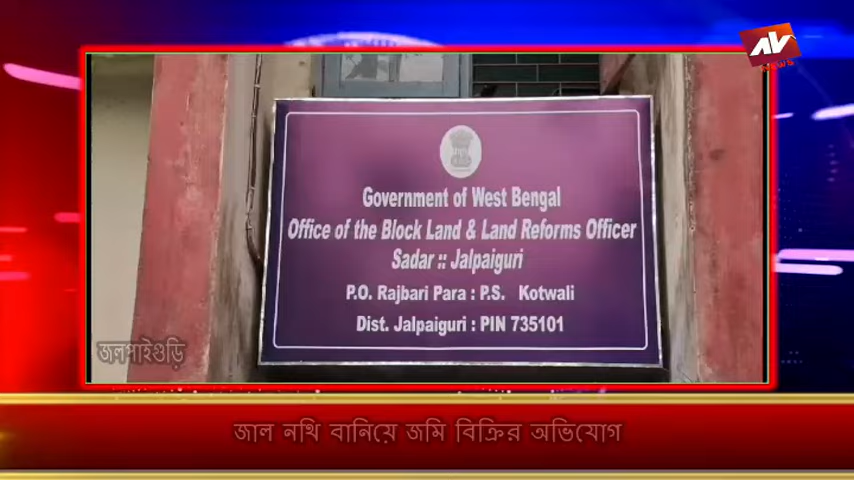 AV
NEWS
Government of West Bengal
Office of the Block Land & Land Reforms Officer
Sadar :: Jalpaiguri
P.O. Rajbari Para : P.S. Kotwali
Dist. Jalpaiguri : PIN 735101
জলপাইগুড়ি
জাল নথি বানিয়ে জমি বিক্রির অভিযোগ